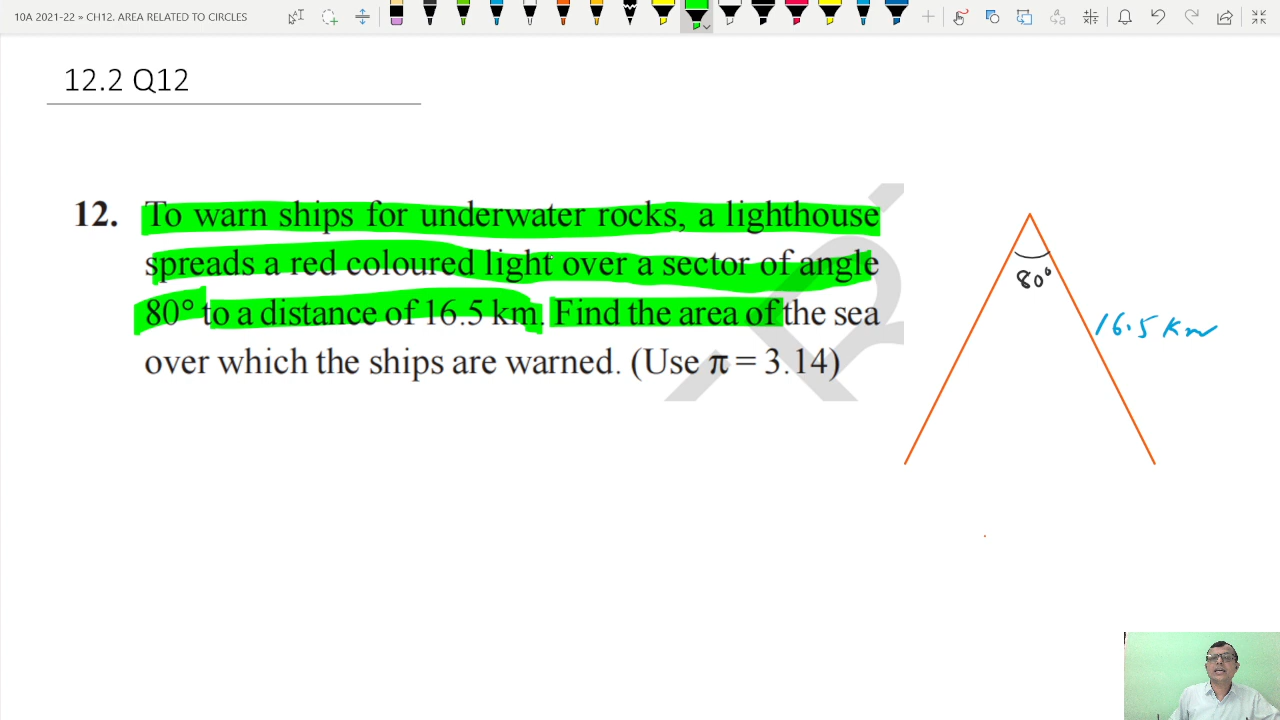 10A 2021-22 » CH12. AREA RELATED TO CIRCLES
12.2 Q12
12. To warn ships for underwater rocks, a lighthouse
spreads a red coloured light over a sector of angle
80° to a distance of 16.5 km. Find the area of the sea
over which the ships are warned. (Use π = 3.14)
80°
16.5 km